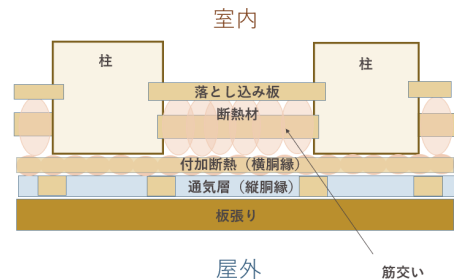 室内
柱
柱
落とし込み板
断熱材
付加断熱（横胴縁）
通気層（縦胴縁）
板張り
屋外
筋交い